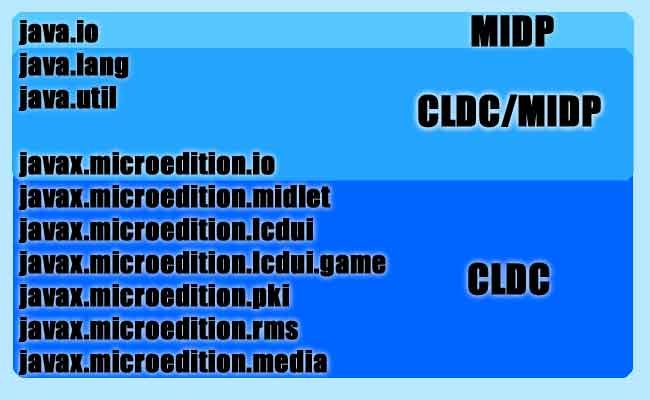 java.io
MIDP
java.lang
java.util
CLDC/MIDP
javax.microedition.io
javax.microedition.midlet
javax.microedition.lcdui
javax.microedition.lcdui.game
CLDC
javax.microedition.pki
javax.microedition.rms
javax.microedition.media